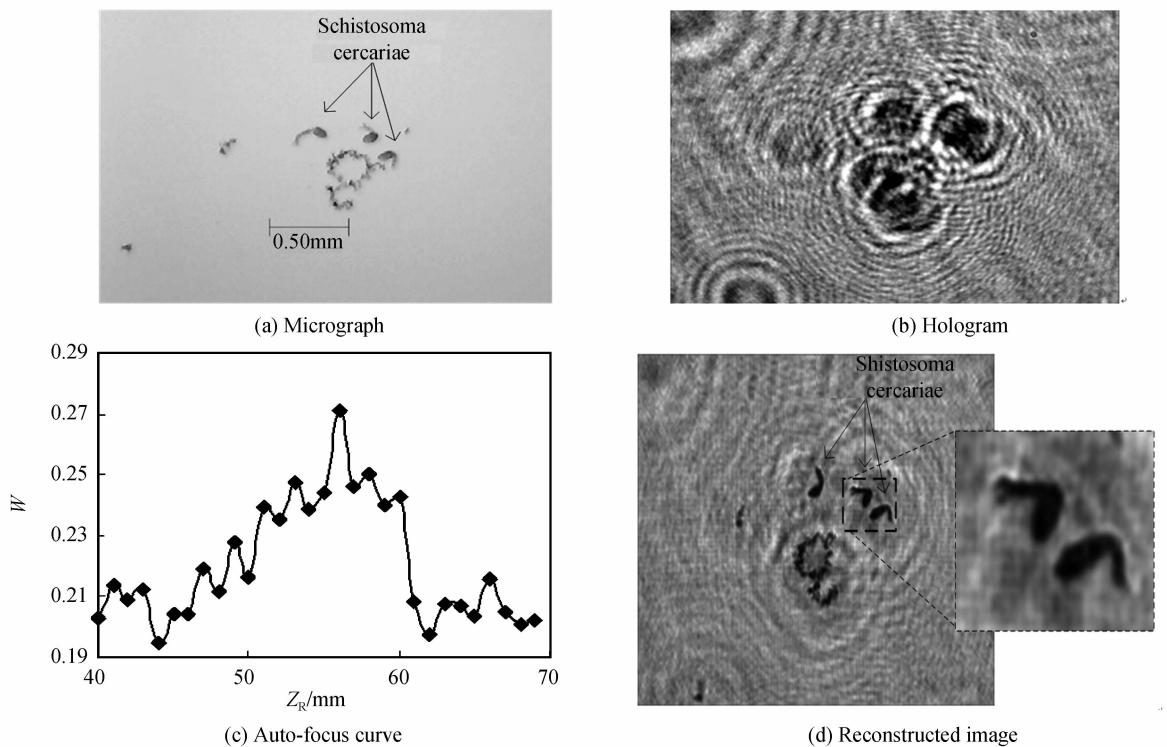 Schistosoma
cercariae
0.50mm
(a) Micrograph
(b) Hologram
0.29
0.27
0.25
0.23
0.21
0.19
W
40
50
60
70
ZR/mm
(c) Auto-focus curve
Shistosoma
cercariae
(d) Reconstructed image